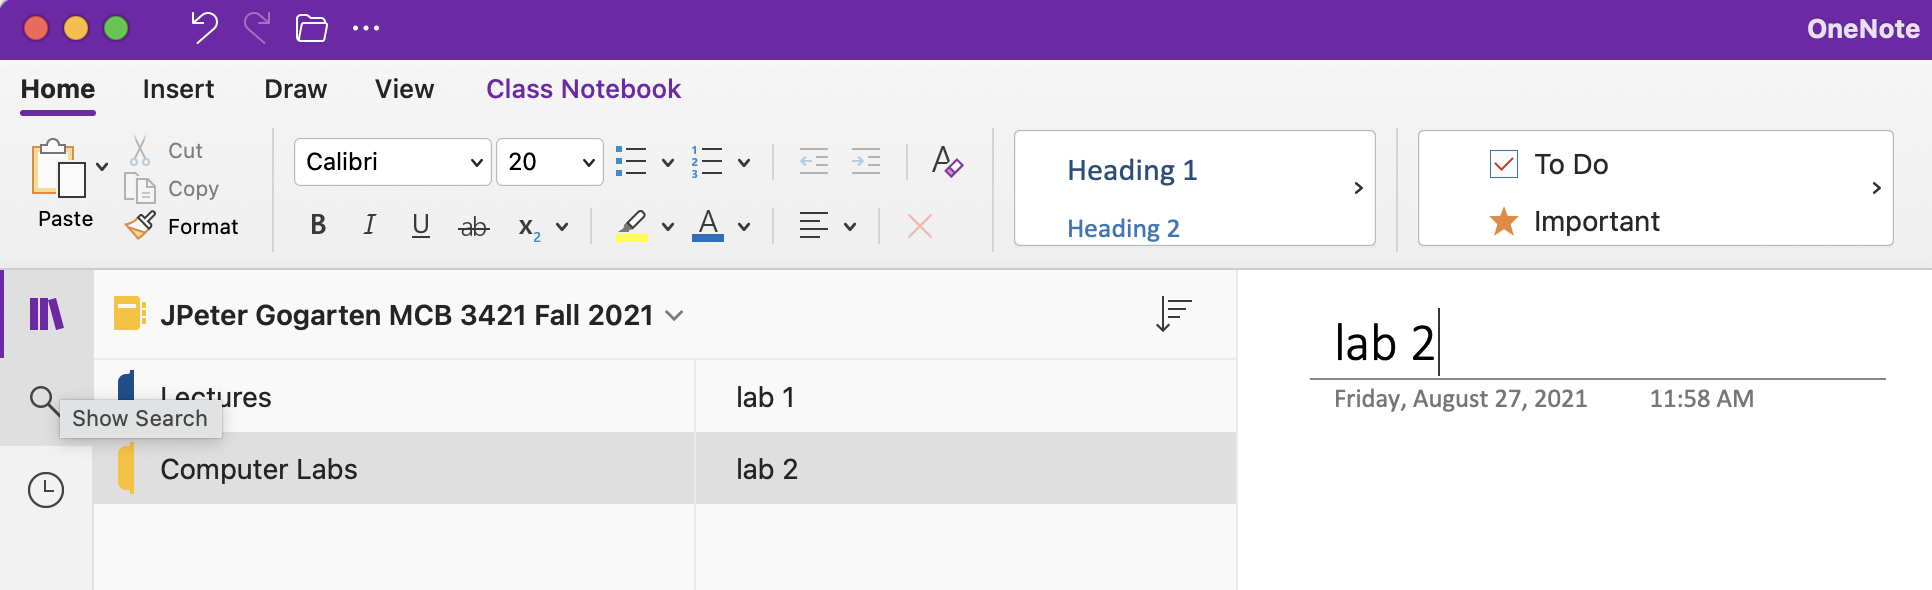 OneNote
Home Insert Draw View Class Notebook
Paste
Cut
Copy
Format
Calibri 20
B I U ab x2 A
Heading 1
Heading 2
To Do
Important
JPeter Gogarten MCB 3421 Fall 2021
Lectures
Show Search
Computer Labs
lab 1
lab 2
lab 2
Friday, August 27, 2021 11:58 AM